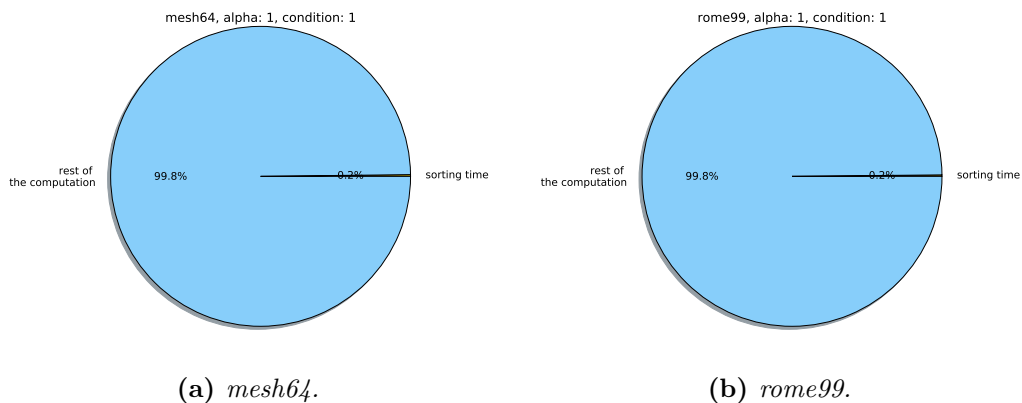 mesh64, alpha: 1, condition: 1
rest of
the computation
99.8%
0.2%
sorting time
(a) mesh64.
rome99, alpha: 1, condition: 1
rest of
the computation
99.8%
0.2%
sorting time
(b) rome99.